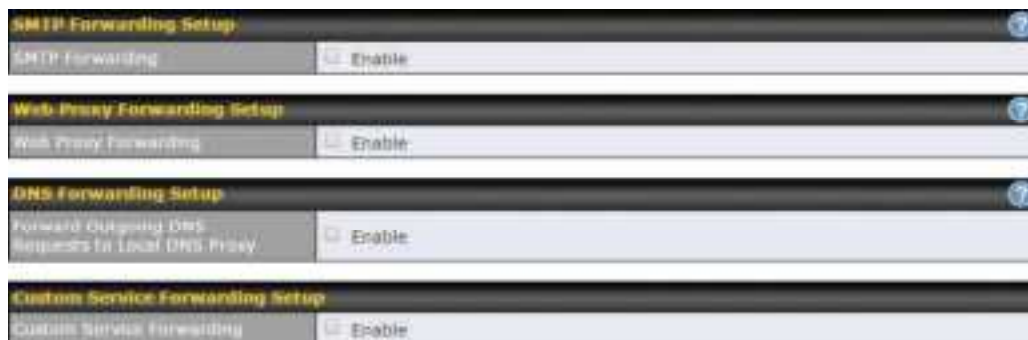 SMTP Forwarding Setup
SMTP Forwarding
Enable
Web Proxy Forwarding Setup
Web Proxy Forwarding
Enable
DNS Forwarding Setup
Forward Outgoing DNS
Requests to Local DNS Proxy
Enable
Custom Service Forwarding Setup
Custom Service Forwarding
Enable